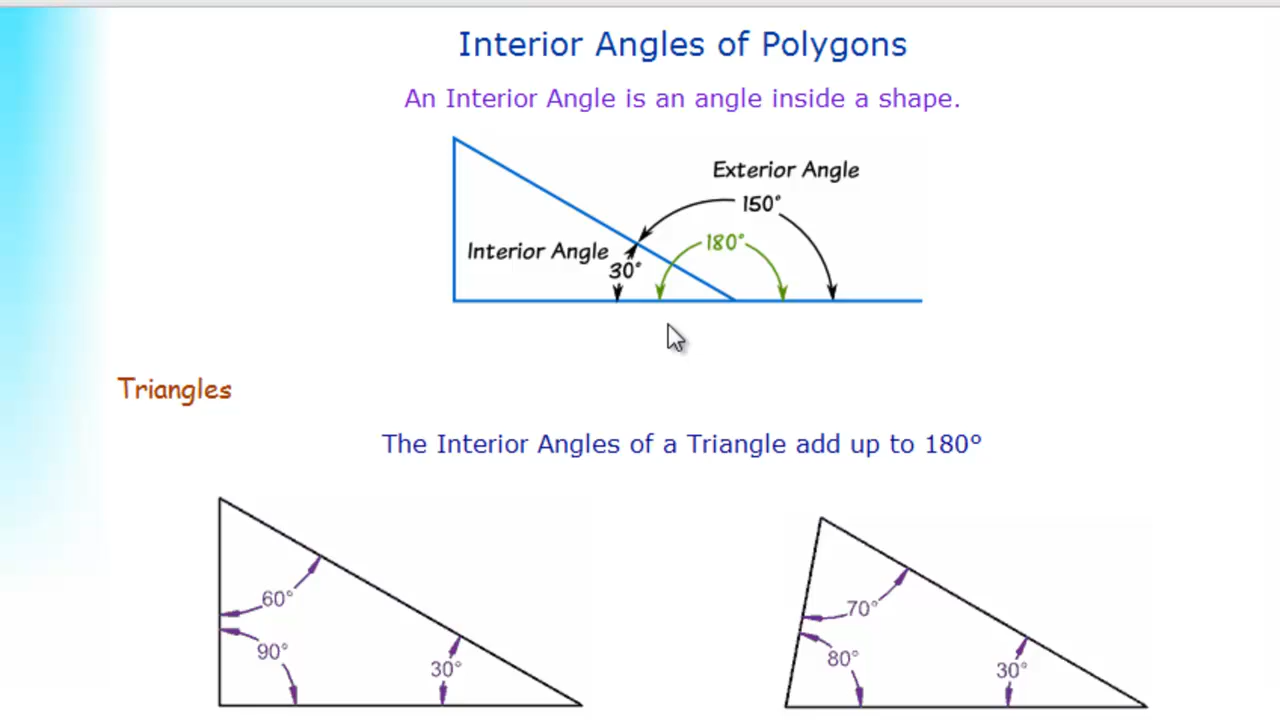 Interior Angles of Polygons
An Interior Angle is an angle inside a shape.
Exterior Angle
150°
180°
Interior Angle
30°
Triangles
The Interior Angles of a Triangle add up to 180°
60°
90°
30°
70°
80°
30°